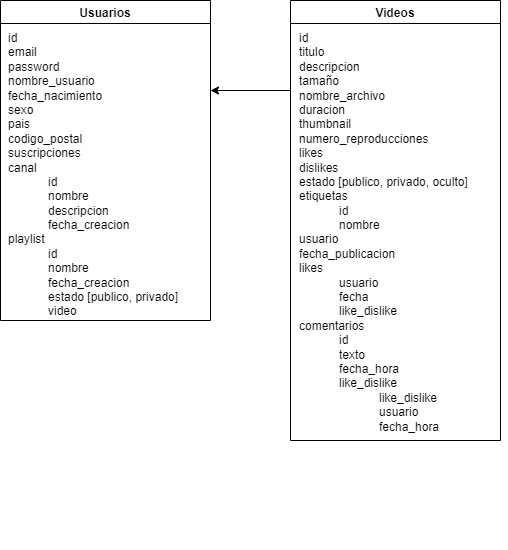 Usuarios
id
email
password
nombre_usuario
fecha_nacimiento
sexo
pais
codigo_postal
suscripciones
canal
id
nombre
descripcion
fecha_creacion
playlist
id
nombre
fecha_creacion
estado [publico, privado]
video
Videos
id
titulo
descripcion
tamaño
nombre_archivo
duracion
thumbnail
numero_reproducciones
likes
dislikes
estado [publico, privado, oculto]
etiquetas
id
nombre
usuario
fecha_publicacion
likes
usuario
fecha
like_dislike
comentarios
id
texto
fecha_hora
like_dislike
like_dislike
usuario
fecha_hora